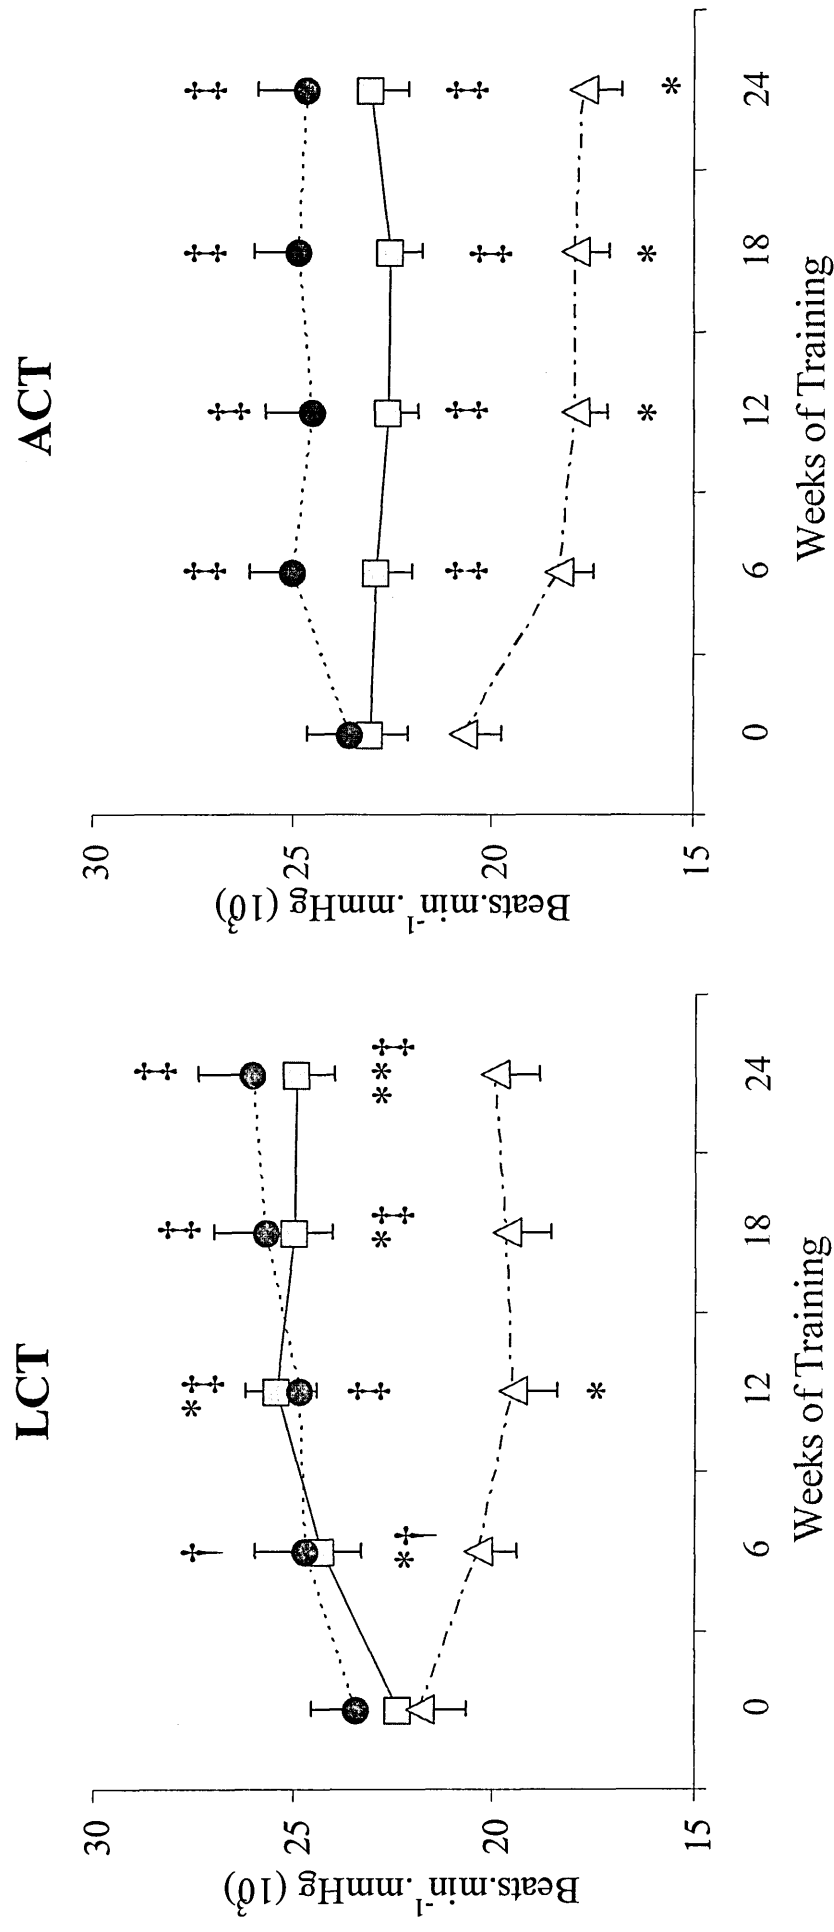 LCT
Beats.min-1.mmHg (103)
30
25
20
15
‡ ‡ ‡
† *‡ *‡ **‡
*† ‡
*
0 6 12 18 24
Weeks of Training
ACT
Beats.min-1.mmHg (103)
30
25
20
15
‡ ‡ ‡ ‡
‡ ‡ ‡ ‡
* * *
0 6 12 18 24
Weeks of Training